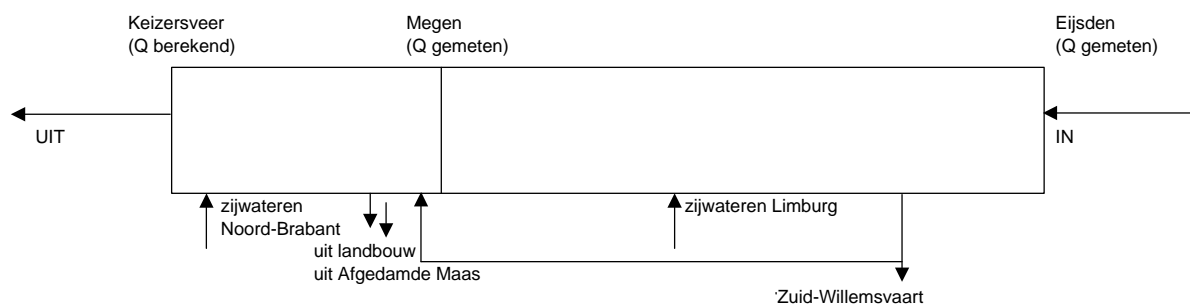 Keizersveer
(Q berekend)
Megen
(Q gemeten)
Eijsden
(Q gemeten)
UIT
IN
zijwateren
Noord-Brabant
zijwateren Limburg
uit landbouw
uit Afgedamde Maas
Zuid-Willemsvaart